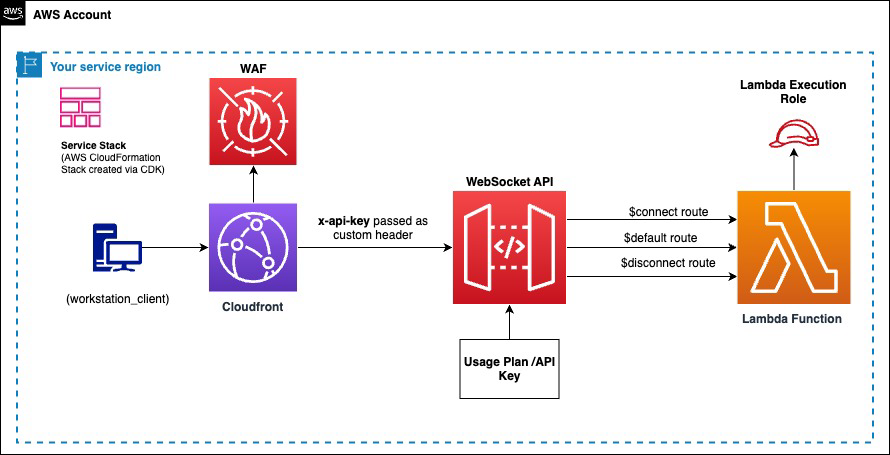 aws
AWS Account
Your service region
WAF
Lambda Execution
Role
Service Stack
(AWS CloudFormation
Stack created via CDK)
WebSocket API
x-api-key passed as
custom header
$connect route
$default route
$disconnect route
(workstation_client)
Cloudfront
Lambda Function
Usage Plan /API
Key